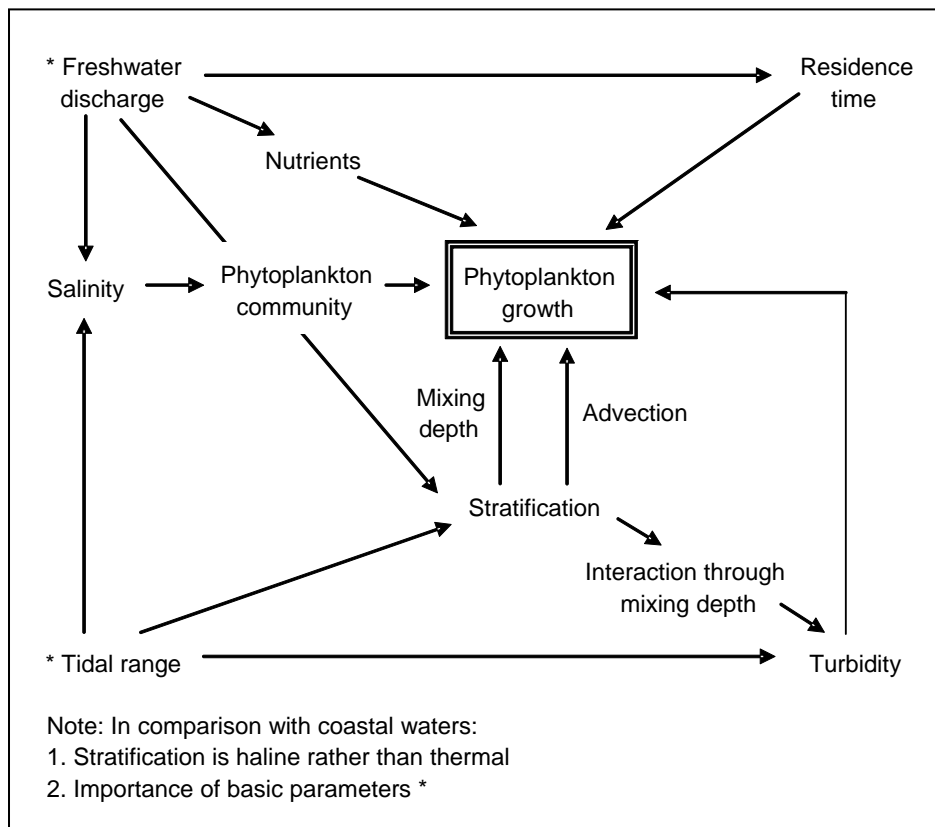 * Freshwater
discharge
Residence
time
Nutrients
Salinity
Phytoplankton
community
Phytoplankton
growth
Mixing
depth
Advection
Stratification
Interaction through
mixing depth
* Tidal range
Turbidity
Note: In comparison with coastal waters:
1. Stratification is haline rather than thermal
2. Importance of basic parameters *